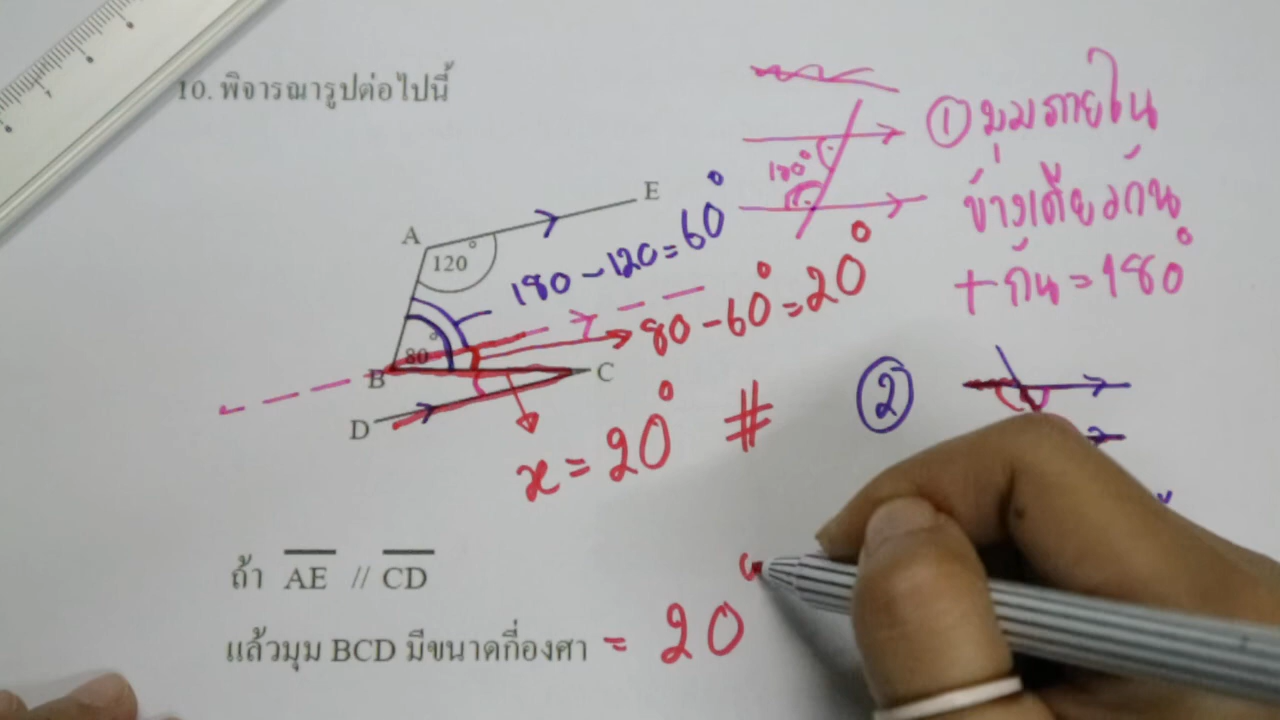 10. พิจารณารูปต่อไปนี้
① มุมภายใน
ข้างเดียวกัน
+ กัน = 180°
120°
A
E
120°
180 - 120 = 60°
80 - 60° = 20°
80°
B
C
D
x = 20° #
②
ถ้า AE // CD
แล้วมุม BCD มีขนาดกี่องศา = 20°